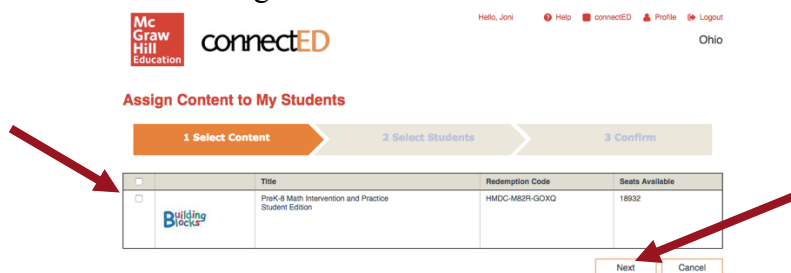 Mc
Graw
Hill
Education
connectED
Hello, Joni Help connectED Profile Logout
Ohio
Assign Content to My Students
1 Select Content 2 Select Students 3 Confirm
Title Redemption Code Seats Available
Building
Blocks
PreK-8 Math Intervention and Practice HMDC-M82R-GOXQ 18932
Student Edition
Next Cancel